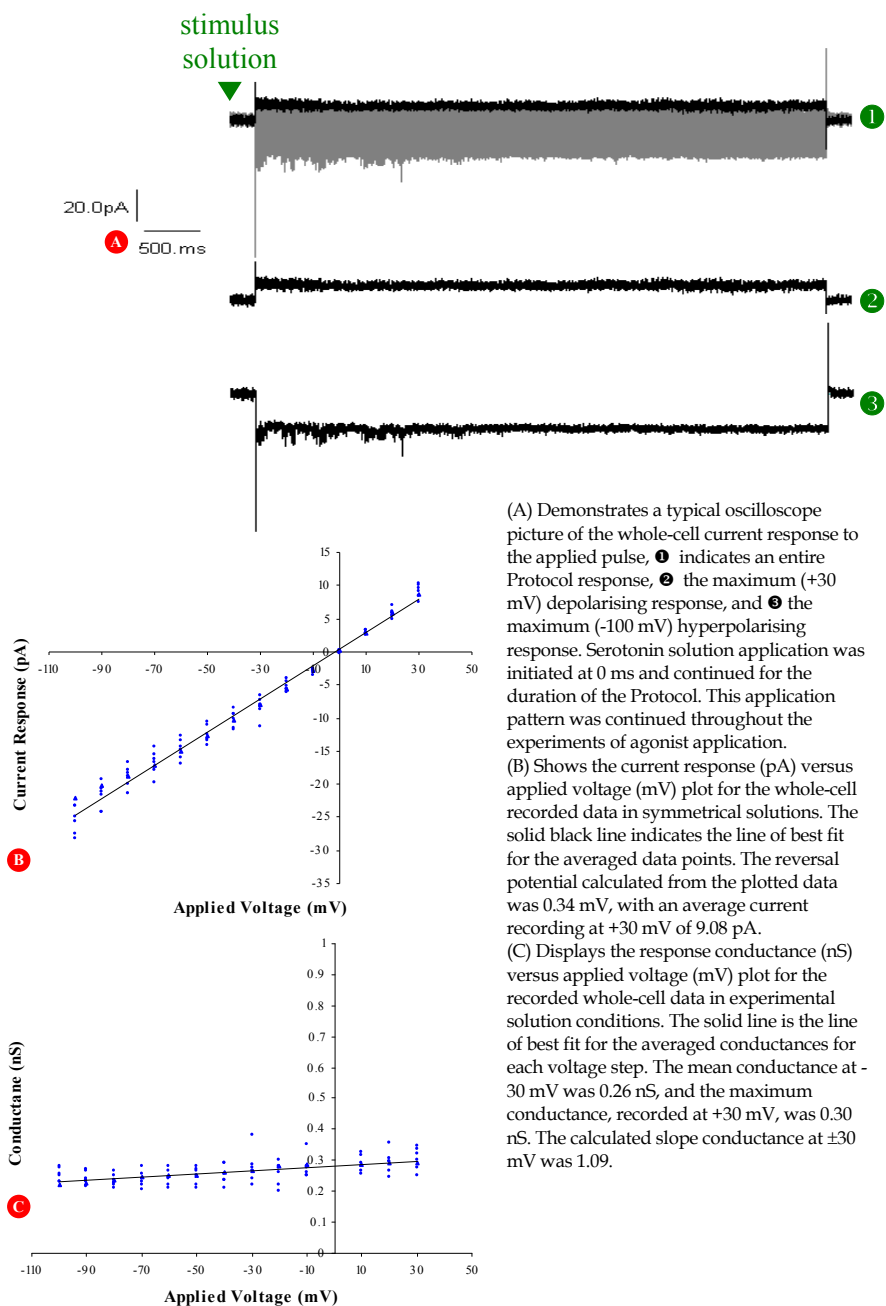 stimulus
solution
1
20.0pA
A
500.ms
2
3
(A) Demonstrates a typical oscilloscope
picture of the whole-cell current response to
the applied pulse, ❶ indicates an entire
Protocol response, ❷ the maximum (+30
mV) depolarising response, and ❸ the
maximum (-100 mV) hyperpolarising
response. Serotonin solution application was
initiated at 0 ms and continued for the
duration of the Protocol. This application
pattern was continued throughout the
experiments of agonist application.
(B) Shows the current response (pA) versus
applied voltage (mV) plot for the whole-cell
recorded data in symmetrical solutions. The
solid black line indicates the line of best fit
for the averaged data points. The reversal
potential calculated from the plotted data
was 0.34 mV, with an average current
recording at +30 mV of 9.08 pA.
(C) Displays the response conductance (nS)
versus applied voltage (mV) plot for the
recorded whole-cell data in experimental
solution conditions. The solid line is the line
of best fit for the averaged conductances for
each voltage step. The mean conductance at -
30 mV was 0.26 nS, and the maximum
conductance, recorded at +30 mV, was 0.30
nS. The calculated slope conductance at ±30
mV was 1.09.
Current Response (pA)
15
10
5
0
-5
-10
-15
-20
-25
-30
-35
-110 -90 -70 -50 -30 -10 10 30 50
B
Applied Voltage (mV)
Conductane (nS)
1
0.9
0.8
0.7
0.6
0.5
0.4
0.3
0.2
0.1
0
C
-110 -90 -70 -50 -30 -10 10 30 50
Applied Voltage (mV)